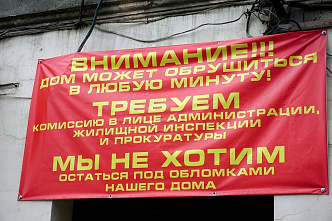 ВНИМАНИЕ!!!
ДОМ МОЖЕТ ОБРУШИТЬСЯ
В ЛЮБУЮ МИНУТУ!
ТРЕБУЕМ
КОМИССИЮ В ЛИЦЕ АДМИНИСТРАЦИИ,
ЖИЛИЩНОЙ ИНСПЕКЦИИ
И ПРОКУРАТУРЫ
МЫ НЕ ХОТИМ
ОСТАТЬСЯ ПОД ОБЛОМКАМИ
НАШЕГО ДОМА